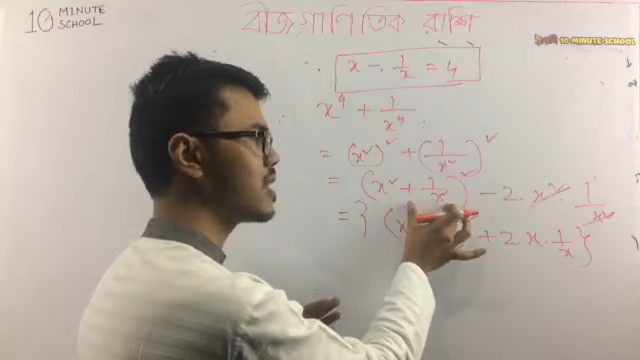 10 MINUTE SCHOOL
বীজগাণিতিক রাশি
10 MINUTE SCHOOL
x - 1/x = 4
x⁴ + 1/x⁴
= (x²)² + (1/x²)²
= (x² + 1/x²)² - 2 . x² . 1/x²
= { (x + 2 . x . 1/x }